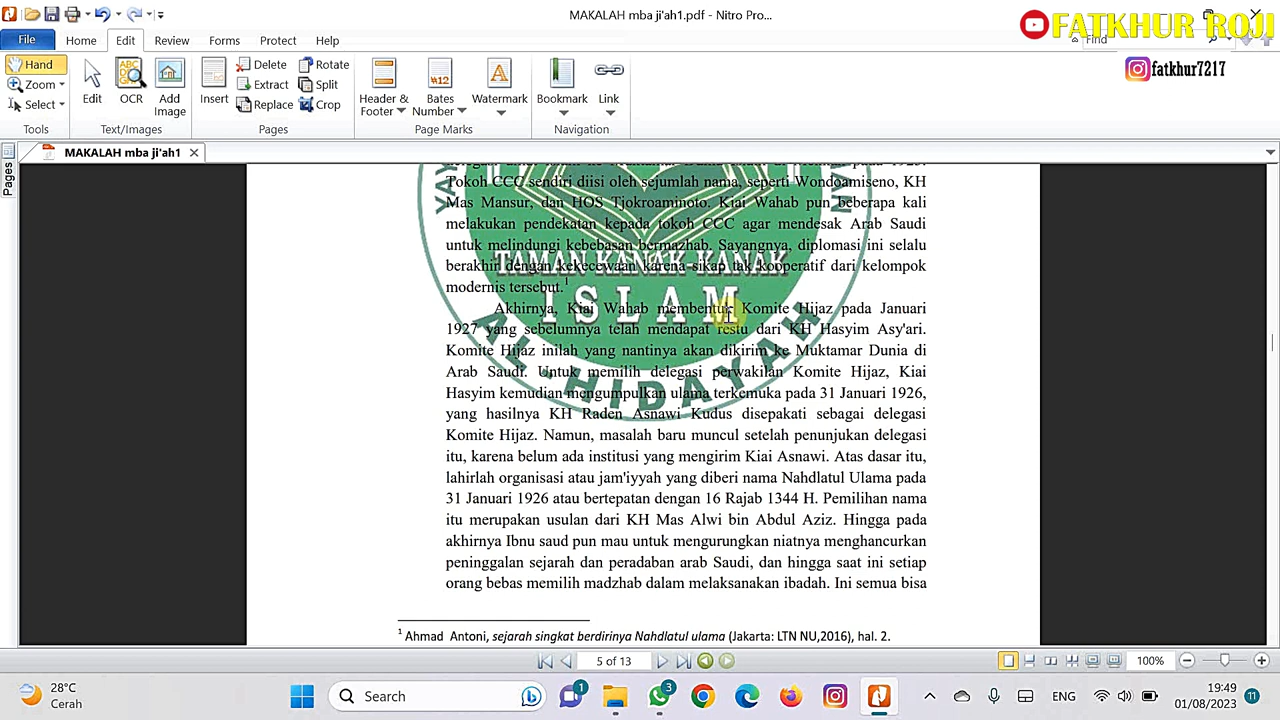 MAKALAH mba ji'ah1.pdf - Nitro Pro...
FATKHUR ROJI
File Home Edit Review Forms Protect Help
Find
fatkhur7217
Hand
Zoom
Select
Tools
Edit
OCR
Add Image
Text/Images
Insert
Delete
Extract
Replace
Rotate
Split
Crop
Pages
Header & Footer
Bates Number
Watermark
Page Marks
Bookmark
Link
Navigation
MAKALAH mba ji'ah1
Pages
Tokoh CCC sendiri diisi oleh sejumlah nama, seperti Wondoamiseno, KH
Mas Mansur, dan HOS Tjokroaminoto. Kiai Wahab pun beberapa kali
melakukan pendekatan kepada tokoh CCC agar mendesak Arab Saudi
untuk melindungi kebebasan bermazhab. Sayangnya, diplomasi ini selalu
berakhir dengan kekecewaan karena sikap tak kooperatif dari kelompok
modernis tersebut.1
Akhirnya, Kiai Wahab membentuk Komite Hijaz pada Januari
1927 yang sebelumnya telah mendapat restu dari KH Hasyim Asy'ari.
Komite Hijaz inilah yang nantinya akan dikirim ke Muktamar Dunia di
Arab Saudi. Untuk memilih delegasi perwakilan Komite Hijaz, Kiai
Hasyim kemudian mengumpulkan ulama terkemuka pada 31 Januari 1926,
yang hasilnya KH Raden Asnawi Kudus disepakati sebagai delegasi
Komite Hijaz. Namun, masalah baru muncul setelah penunjukan delegasi
itu, karena belum ada institusi yang mengirim Kiai Asnawi. Atas dasar itu,
lahirlah organisasi atau jam'iyyah yang diberi nama Nahdlatul Ulama pada
31 Januari 1926 atau bertepatan dengan 16 Rajab 1344 H. Pemilihan nama
itu merupakan usulan dari KH Mas Alwi bin Abdul Aziz. Hingga pada
akhirnya Ibnu saud pun mau untuk mengurungkan niatnya menghancurkan
peninggalan sejarah dan peradaban arab Saudi, dan hingga saat ini setiap
orang bebas memilih madzhab dalam melaksanakan ibadah. Ini semua bisa
TAMAN KANAK KANAK
ISLAM
AL-HIDAYAH
1 Ahmad Antoni, sejarah singkat berdirinya Nahdlatul ulama (Jakarta: LTN NU,2016), hal. 2.
5 of 13
100%
28°C
Cerah
Search
1
3
ENG
19:49
01/08/2023
11